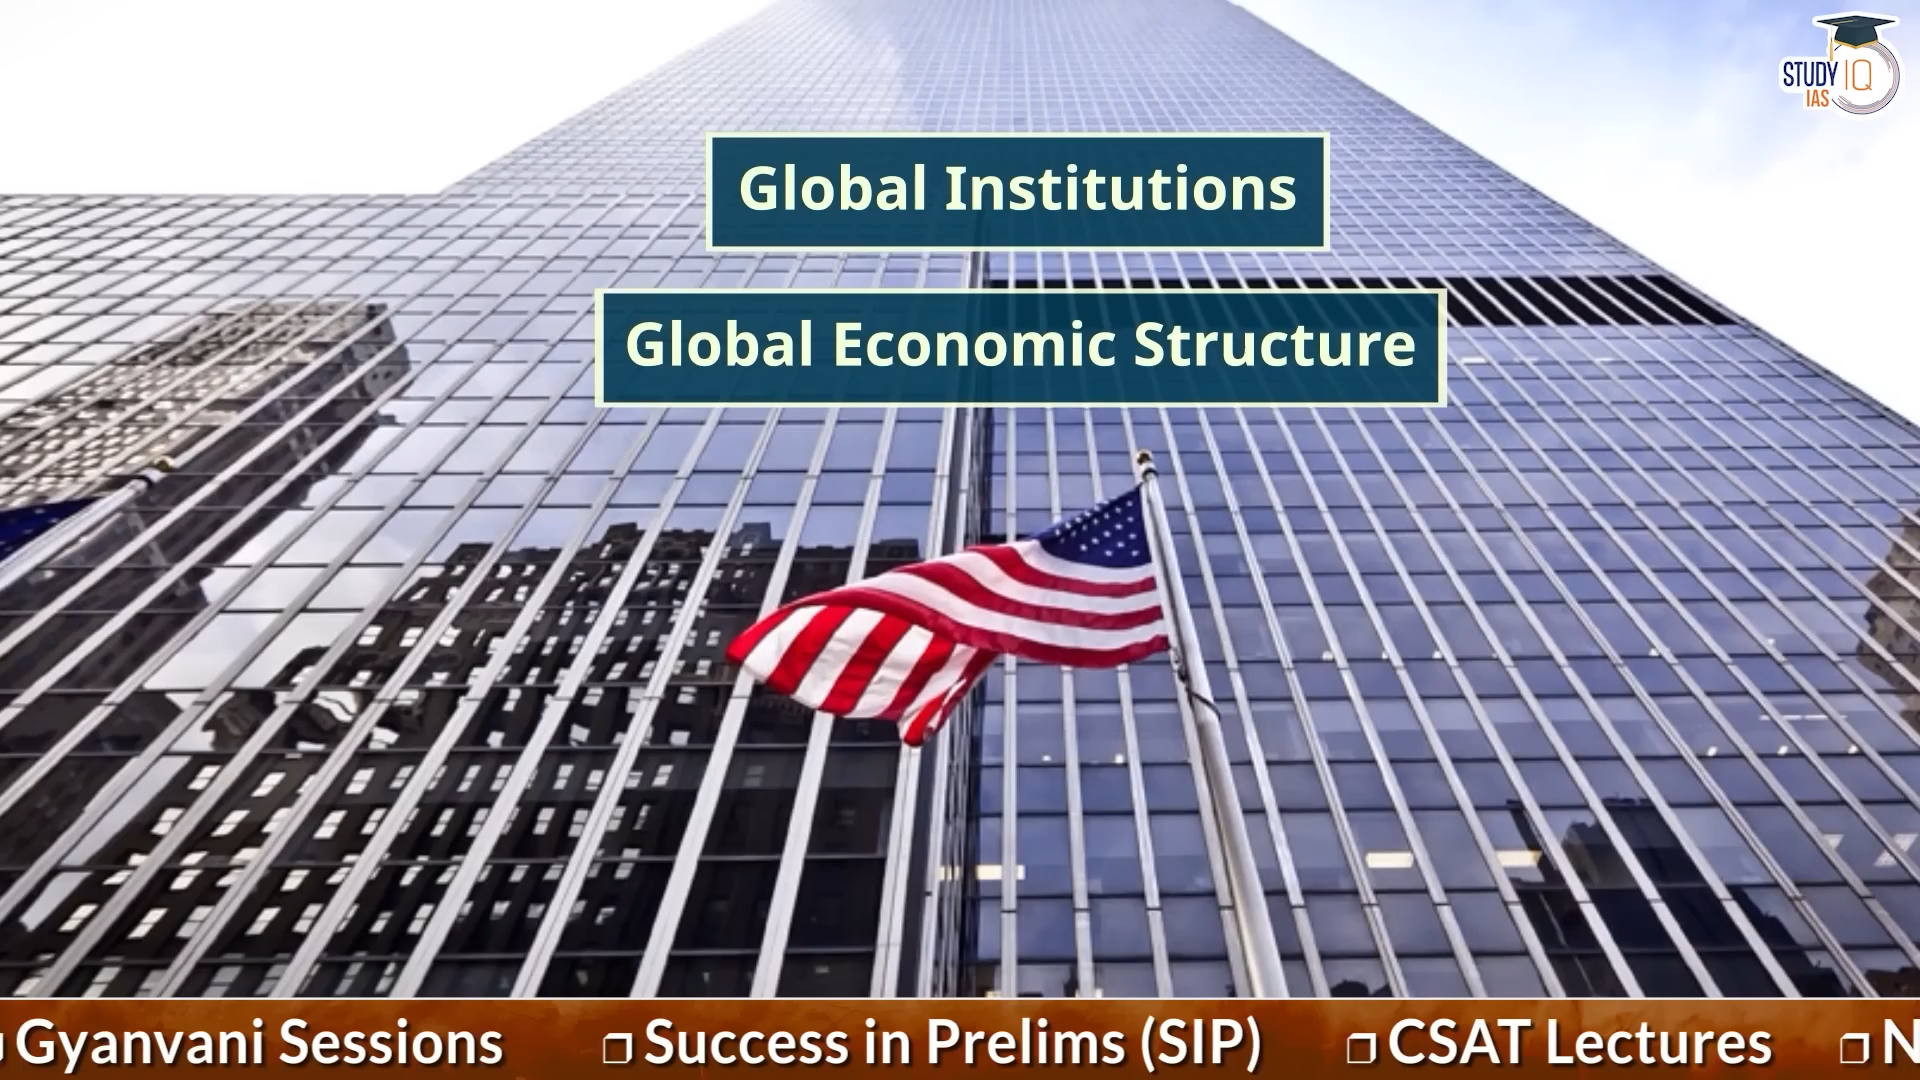 STUDY IQ
IAS
Global Institutions
Global Economic Structure
Gyanvani Sessions ❐ Success in Prelims (SIP) ❐ CSAT Lectures ❐ N